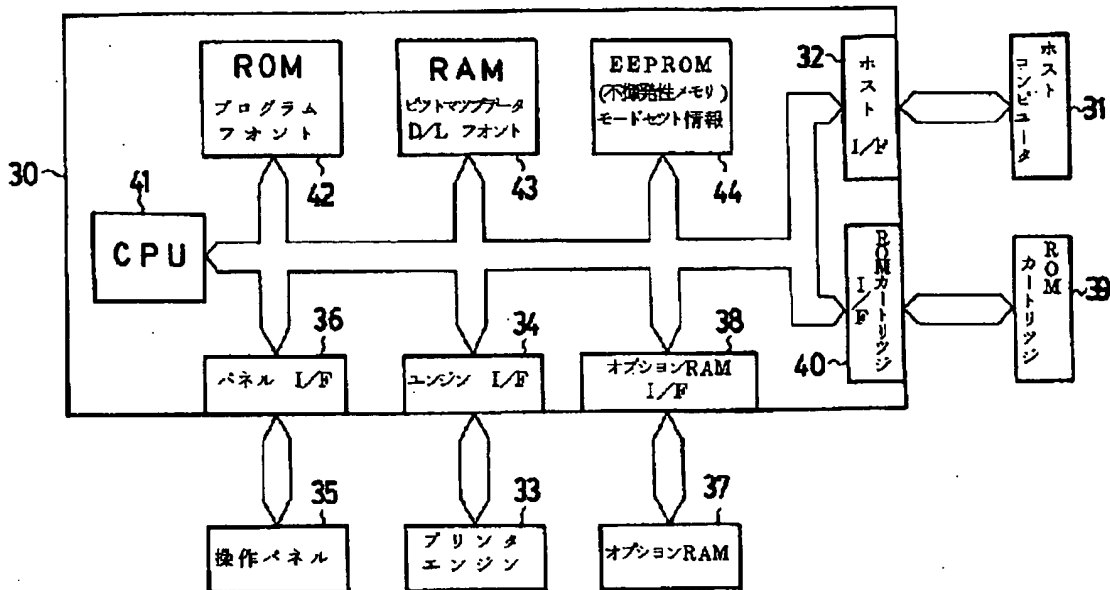 ROM
プログラム
フォント
42
RAM
ビットマップデータ
D/L フォント
43
EEPROM
(不揮発性メモリ)
モードセット情報
44
32
ホスト
I/F
ホスト
コンピュータ
31
30
41
CPU
ROMカートリッジ
I/F
40
ROM
カートリッジ
39
36
パネル I/F
34
エンジン I/F
38
オプションRAM
I/F
35
操作パネル
33
プリンタ
エンジン
37
オプションRAM